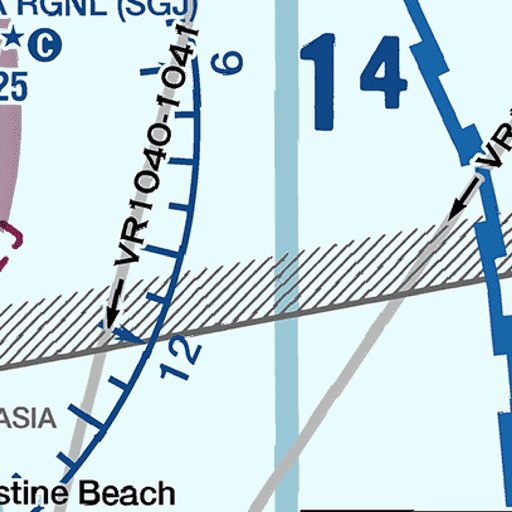 A RGNL (SGJ)
C
25
6
14
VR1040-1041
VR
12
ASIA
stine Beach